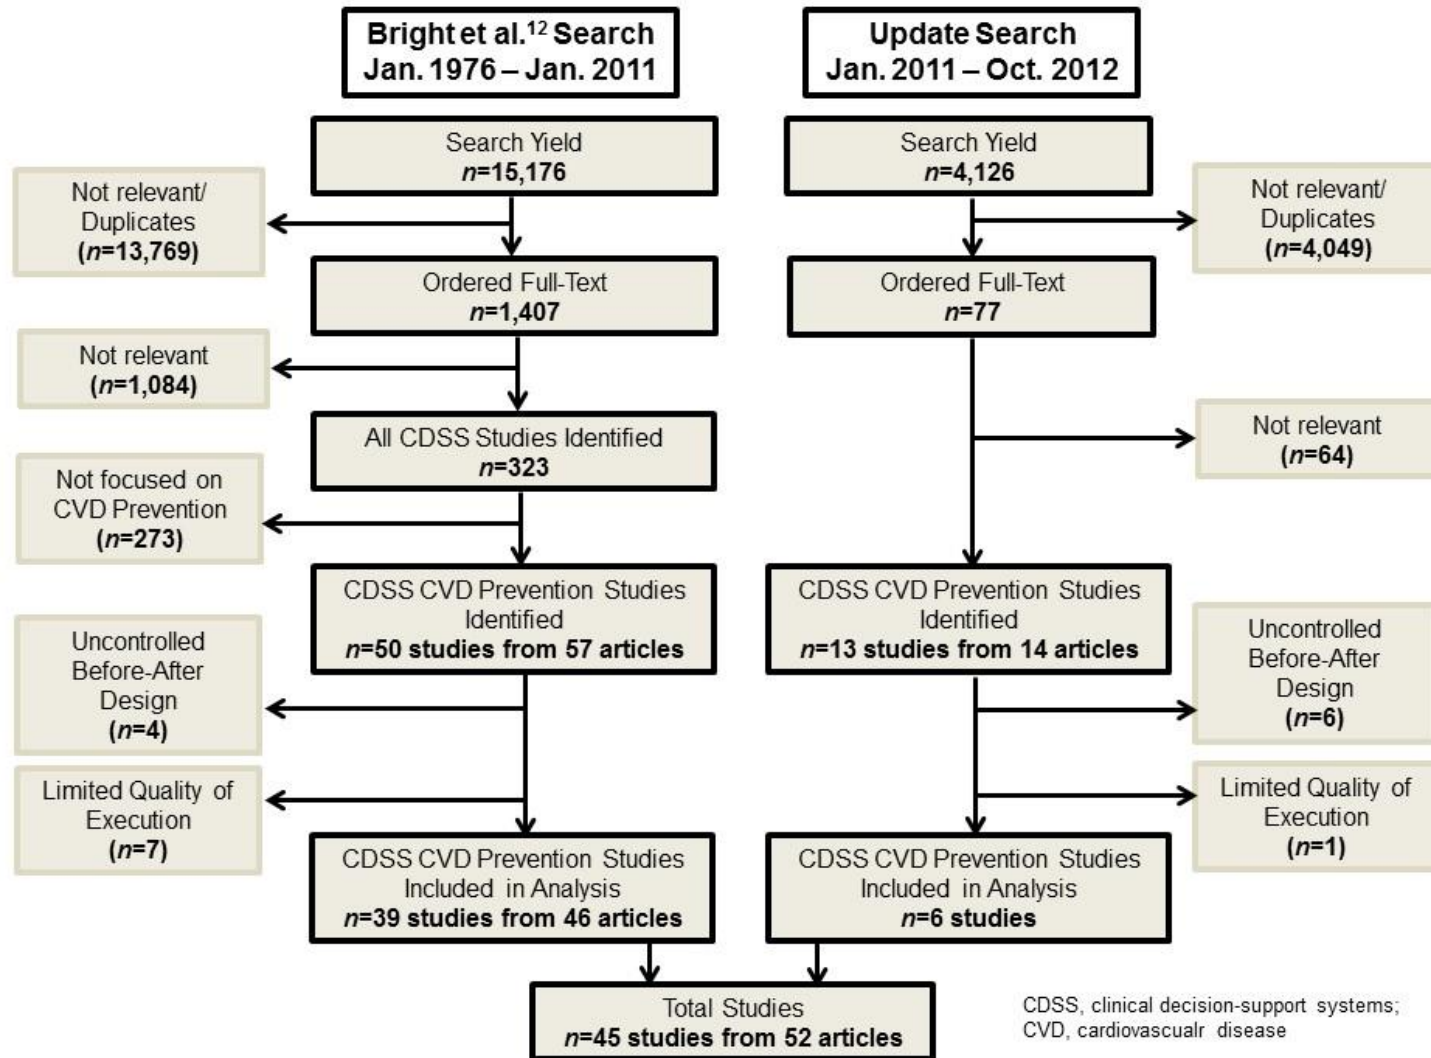 Bright et al.12 Search
Jan. 1976 – Jan. 2011
Update Search
Jan. 2011 – Oct. 2012
Search Yield
n=15,176
Search Yield
n=4,126
Not relevant/
Duplicates
(n=13,769)
Not relevant/
Duplicates
(n=4,049)
Ordered Full-Text
n=1,407
Ordered Full-Text
n=77
Not relevant
(n=1,084)
All CDSS Studies Identified
n=323
Not relevant
(n=64)
Not focused on
CVD Prevention
(n=273)
CDSS CVD Prevention Studies
Identified
n=50 studies from 57 articles
CDSS CVD Prevention Studies
Identified
n=13 studies from 14 articles
Uncontrolled
Before-After
Design
(n=4)
Uncontrolled
Before-After
Design
(n=6)
Limited Quality of
Execution
(n=7)
Limited Quality of
Execution
(n=1)
CDSS CVD Prevention Studies
Included in Analysis
n=39 studies from 46 articles
CDSS CVD Prevention Studies
Included in Analysis
n=6 studies
Total Studies
n=45 studies from 52 articles
CDSS, clinical decision-support systems;
CVD, cardiovascualr disease